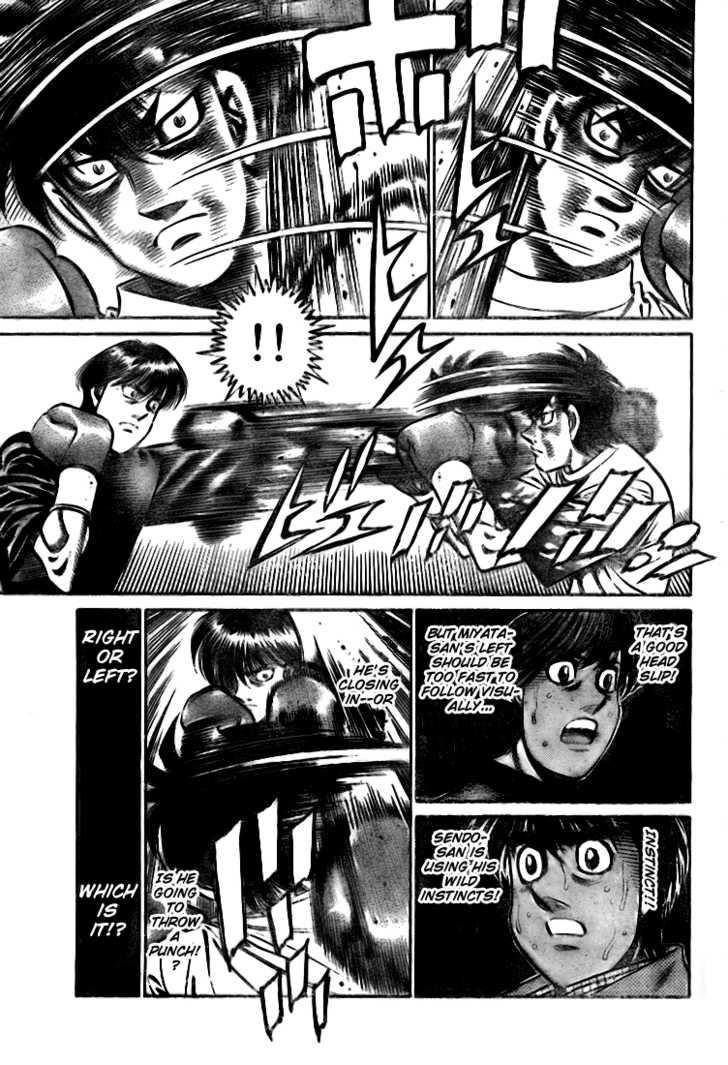 !!
THAT'S
A GOOD
HEAD
SLIP!
BUT MIYATA-
SAN'S LEFT
SHOULD BE
TOO FAST TO
FOLLOW VISU-
ALLY...
INSTINCT!!
SENDO-
SAN IS
USING HIS
WILD
INSTINCTS!
HE'S
CLOSING
IN--OR
IS HE
GOING
TO
THROW
A
PUNCH!
?
RIGHT
OR
LEFT?
WHICH
IS
IT!?